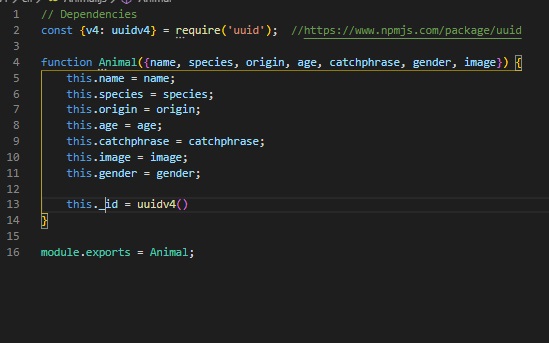 1 // Dependencies
2 const {v4: uuidv4} = require('uuid');  //https://www.npmjs.com/package/uuid
3
4 function Animal({name, species, origin, age, catchphrase, gender, image}) {
5     this.name = name;
6     this.species = species;
7     this.origin = origin;
8     this.age = age;
9     this.catchphrase = catchphrase;
10     this.image = image;
11     this.gender = gender;
12
13     this._id = uuidv4()
14 }
15
16 module.exports = Animal;